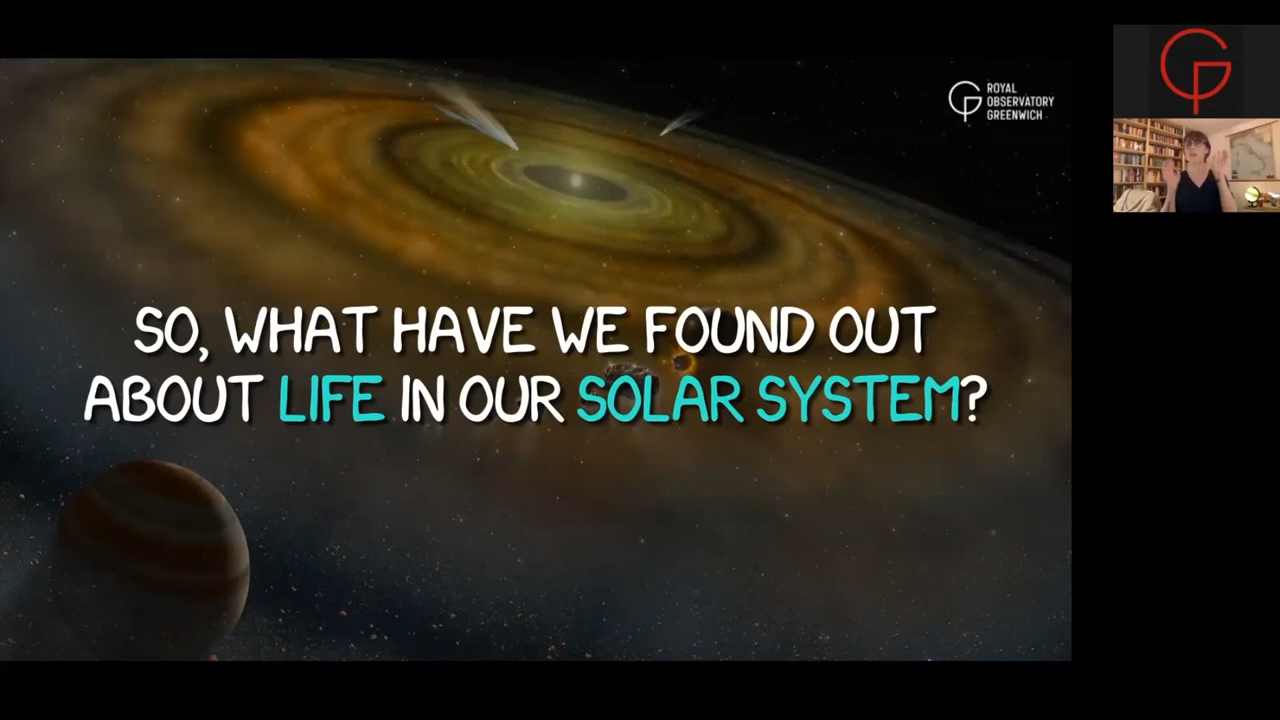 ROYAL
OBSERVATORY
GREENWICH
SO, WHAT HAVE WE FOUND OUT
ABOUT LIFE IN OUR SOLAR SYSTEM?